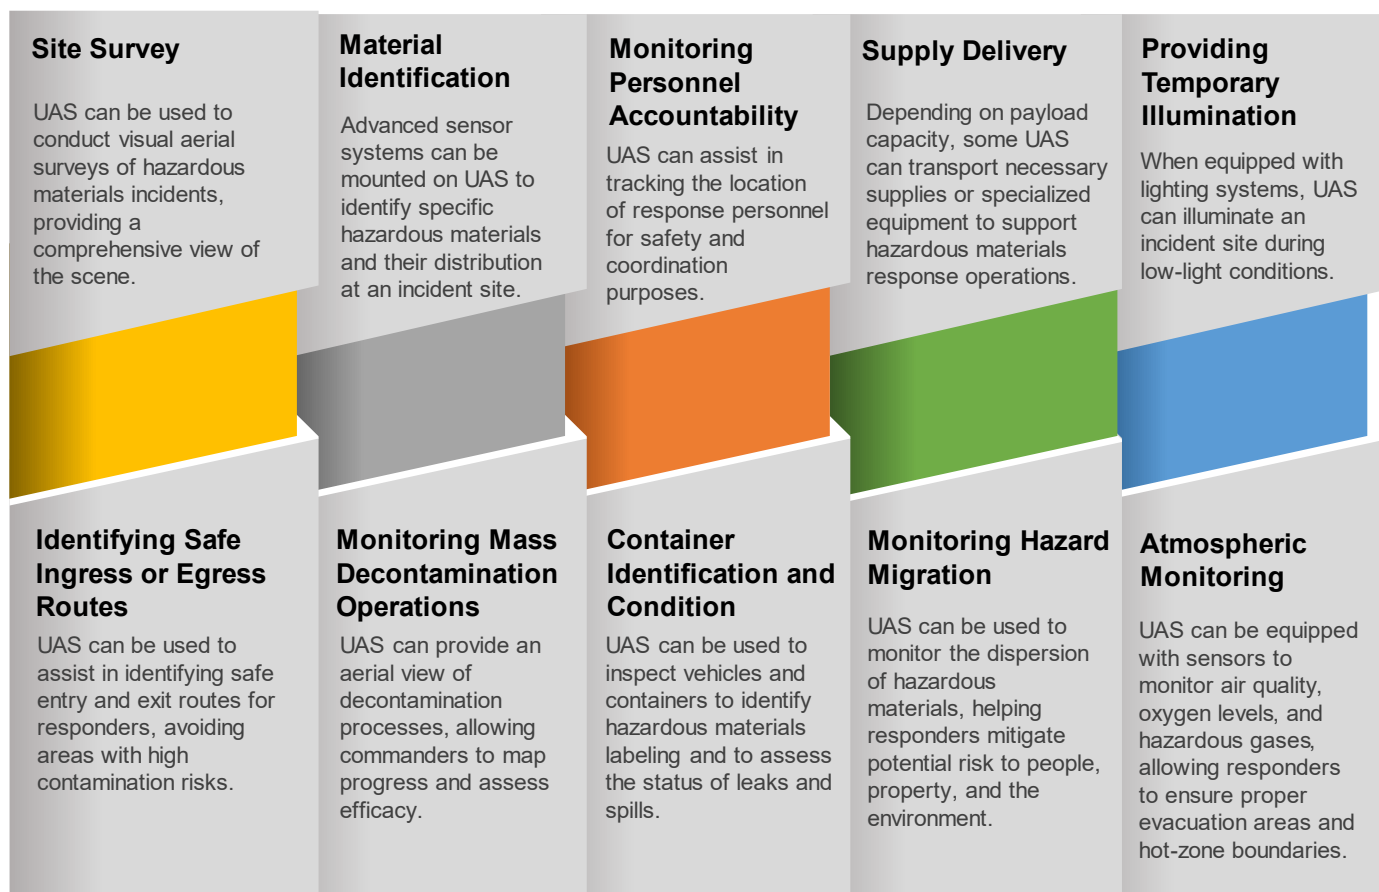 Site Survey
UAS can be used to
conduct visual aerial
surveys of hazardous
materials incidents,
providing a
comprehensive view of
the scene.
Material
Identification
Advanced sensor
systems can be
mounted on UAS to
identify specific
hazardous materials
and their distribution
at an incident site.
Monitoring
Personnel
Accountability
UAS can assist in
tracking the location
of response personnel
for safety and
coordination
purposes.
Supply Delivery
Depending on payload
capacity, some UAS
can transport necessary
supplies or specialized
equipment to support
hazardous materials
response operations.
Providing
Temporary
Illumination
When equipped with
lighting systems, UAS
can illuminate an
incident site during
low-light conditions.
Identifying Safe
Ingress or Egress
Routes
UAS can be used to
assist in identifying safe
entry and exit routes for
responders, avoiding
areas with high
contamination risks.
Monitoring Mass
Decontamination
Operations
UAS can provide an
aerial view of
decontamination
processes, allowing
commanders to map
progress and assess
efficacy.
Container
Identification and
Condition
UAS can be used to
inspect vehicles and
containers to identify
hazardous materials
labeling and to assess
the status of leaks and
spills.
Monitoring Hazard
Migration
UAS can be used to
monitor the dispersion
of hazardous
materials, helping
responders mitigate
potential risk to people,
property, and the
environment.
Atmospheric
Monitoring
UAS can be equipped
with sensors to
monitor air quality,
oxygen levels, and
hazardous gases,
allowing responders
to ensure proper
evacuation areas and
hot-zone boundaries.